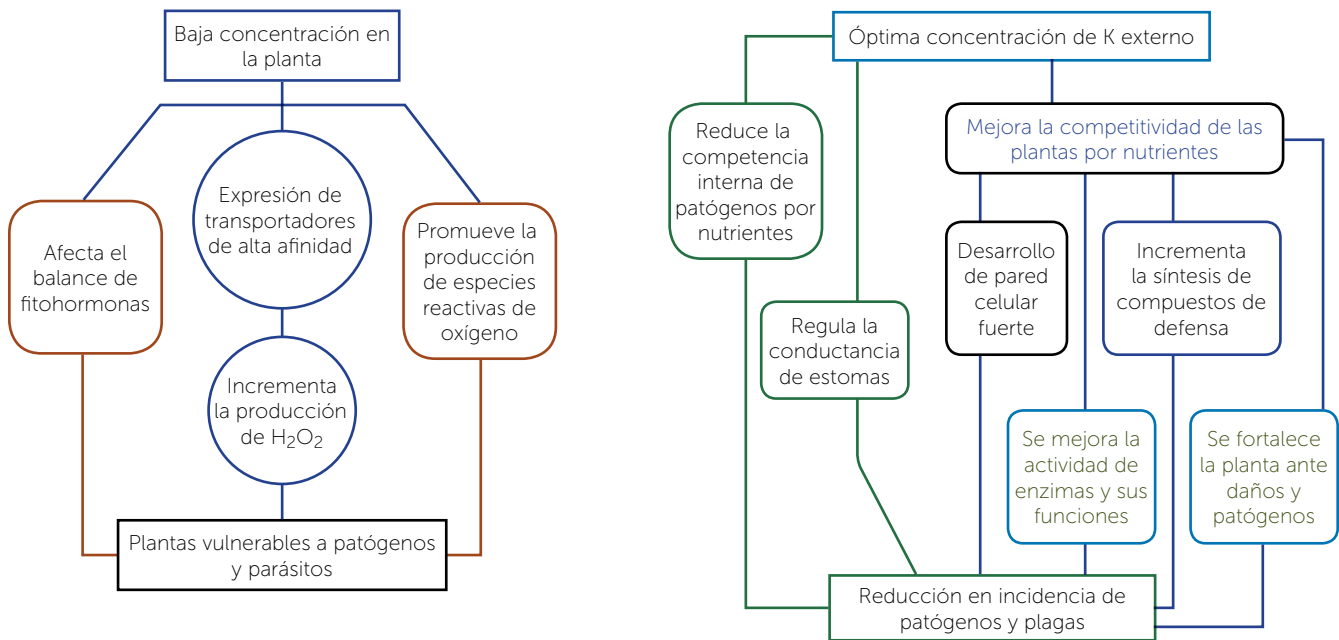 Baja concentración en
la planta
Expresión de
transportadores
de alta afinidad
Afecta el
balance de
fitohormonas
Promueve la
producción
de especies
reactivas de
oxígeno
Incrementa
la producción
de H₂O₂
Plantas vulnerables a patógenos
y parásitos
Óptima concentración de K externo
Reduce la
competencia
interna de
patógenos por
nutrientes
Mejora la competitividad de las
plantas por nutrientes
Regula la
conductancia
de estomas
Desarrollo
de pared
celular
fuerte
Incrementa
la síntesis de
compuestos de
defensa
Se mejora la
actividad de
enzimas y sus
funciones
Se fortalece
la planta ante
daños y
patógenos
Reducción en incidencia de
patógenos y plagas